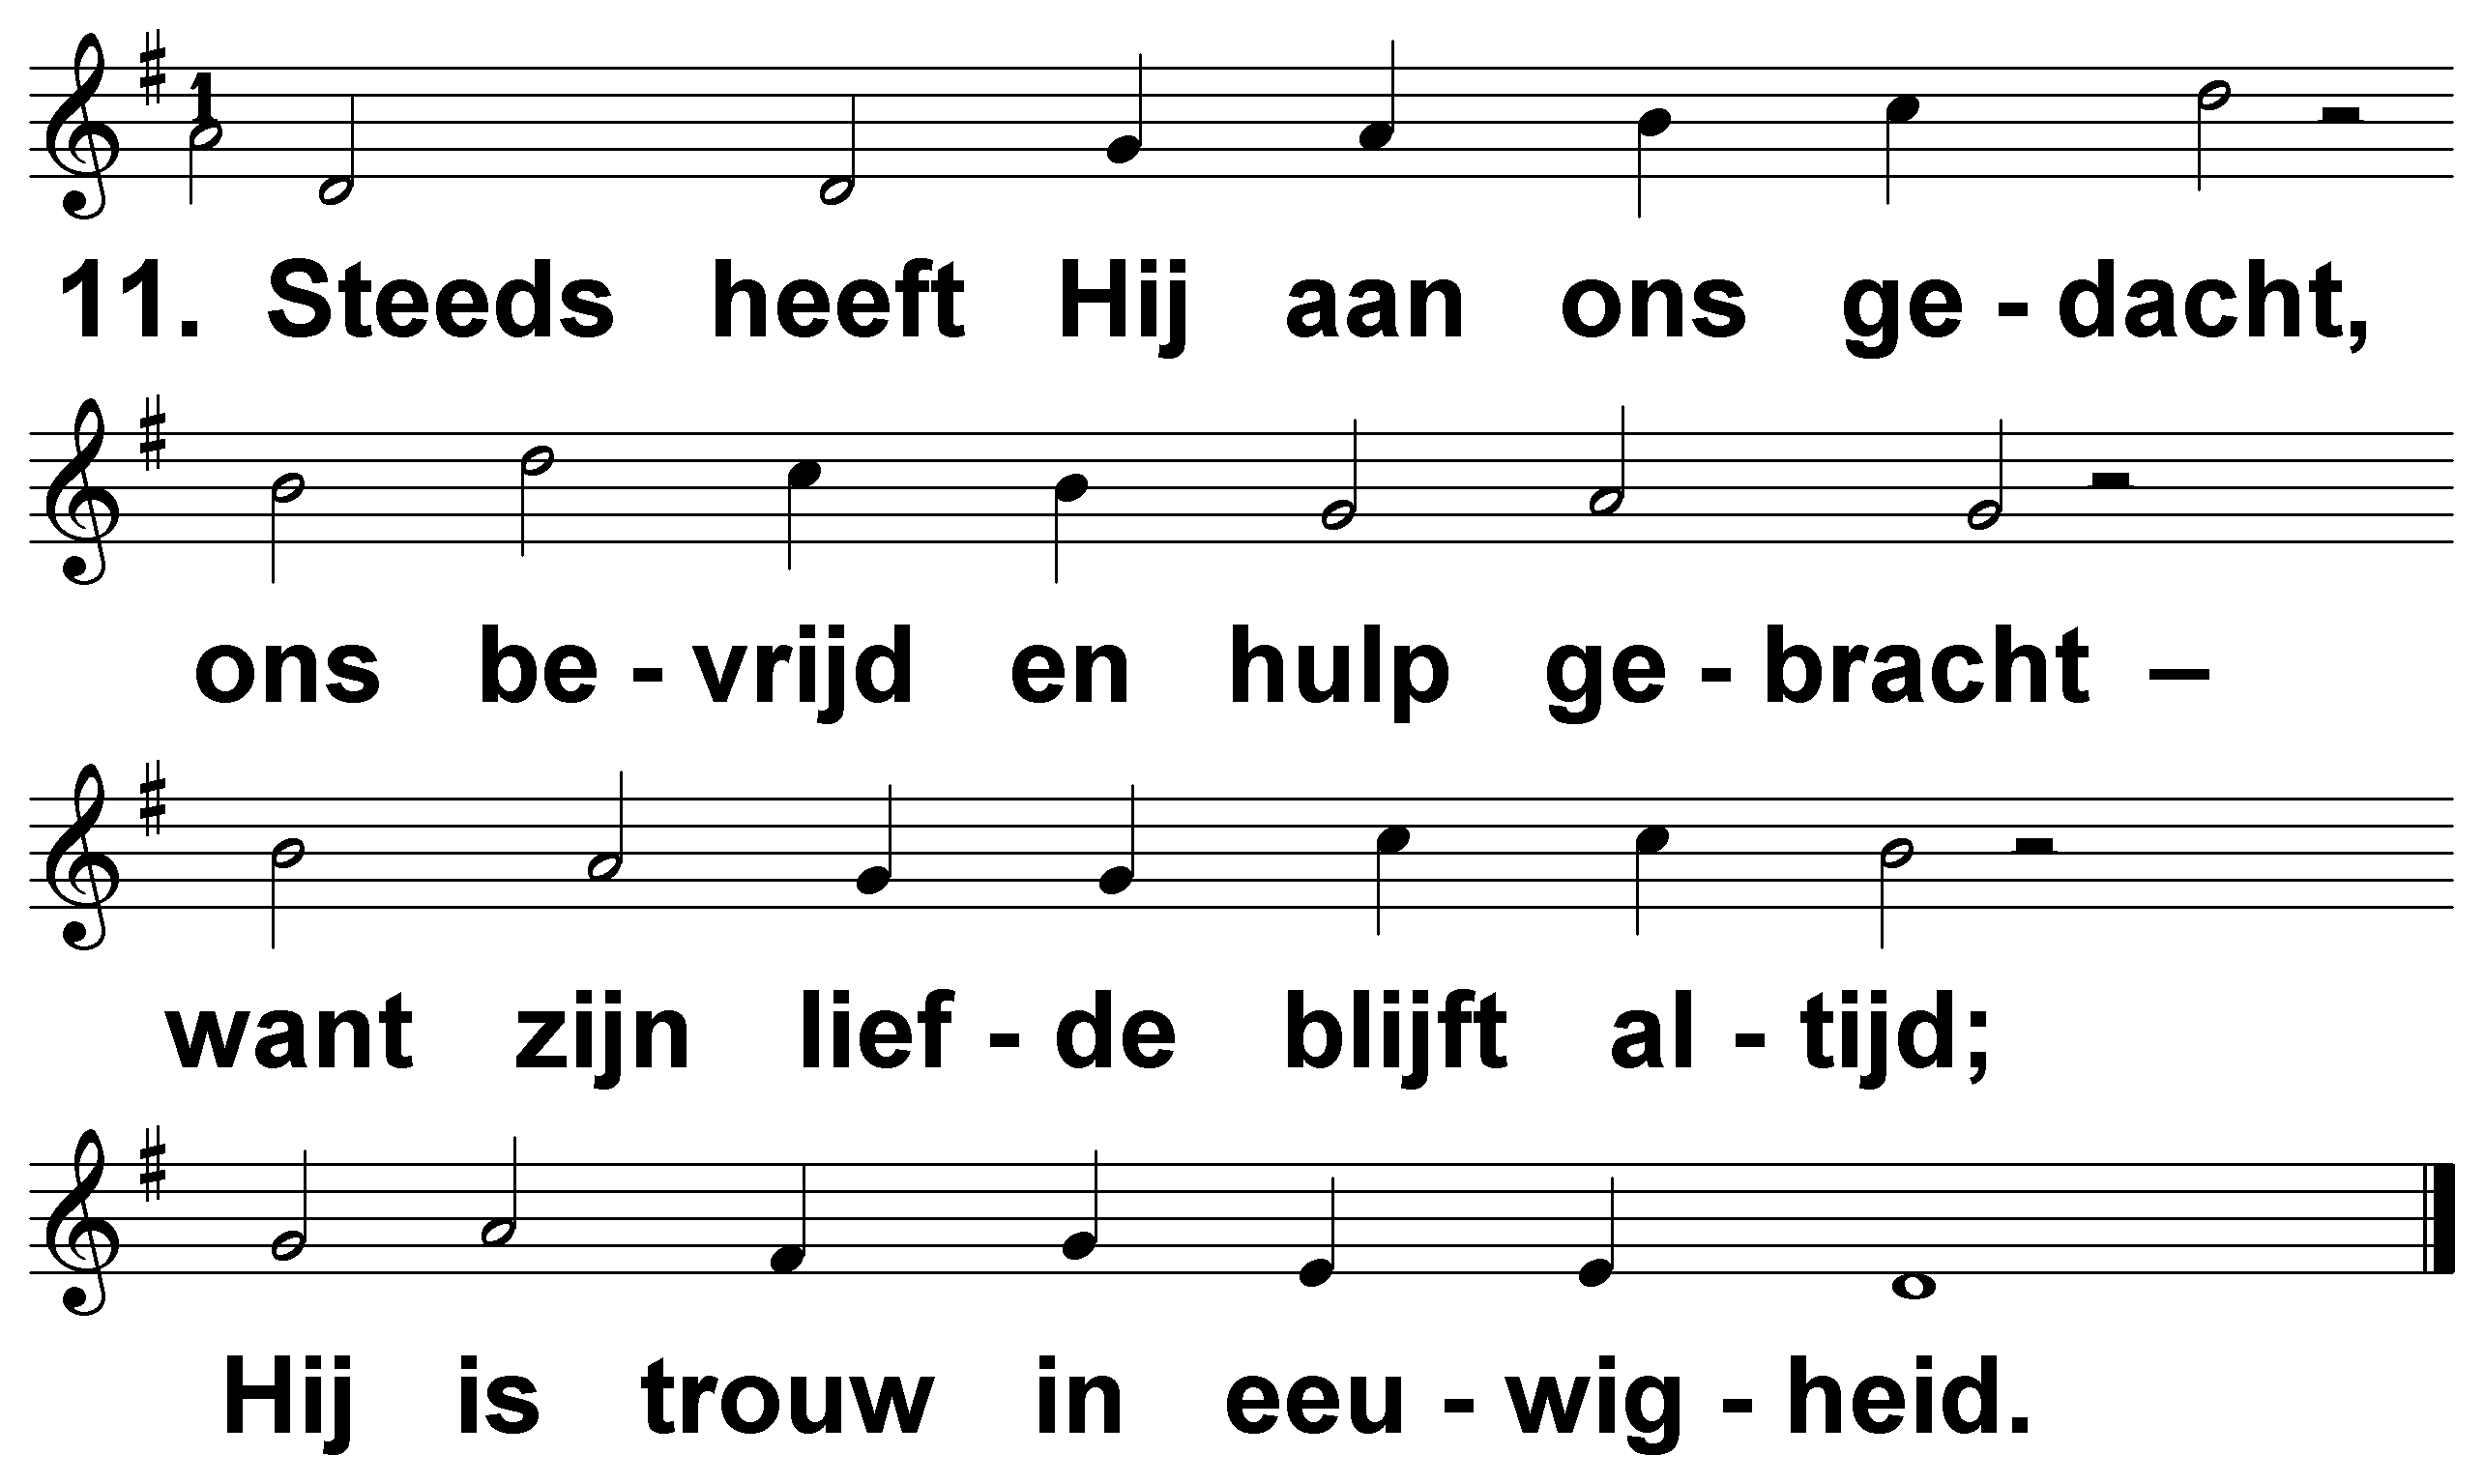 1
11. Steeds heeft Hij aan ons ge - dacht,
ons be - vrijd en hulp ge - bracht –
want zijn lief - de blijft al - tijd;
Hij is trouw in eeu - wig - heid.